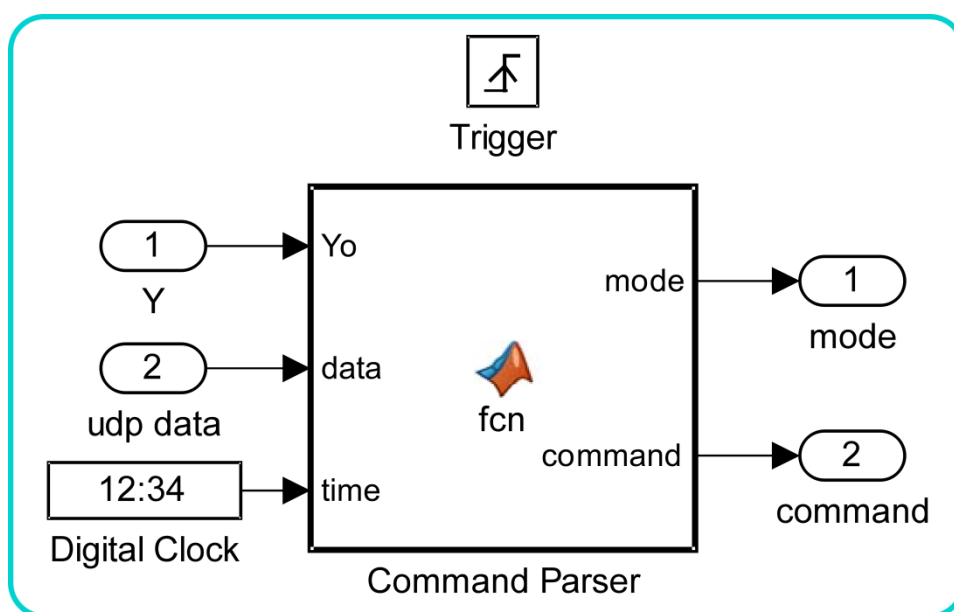 Trigger
1
Y
2
udp data
12:34
Digital Clock
Yo
data
time
fcn
mode
command
Command Parser
1
mode
2
command